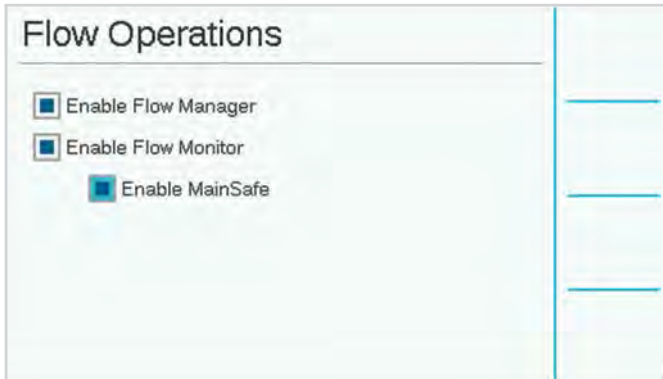 Flow Operations
Enable Flow Manager
Enable Flow Monitor
Enable MainSafe